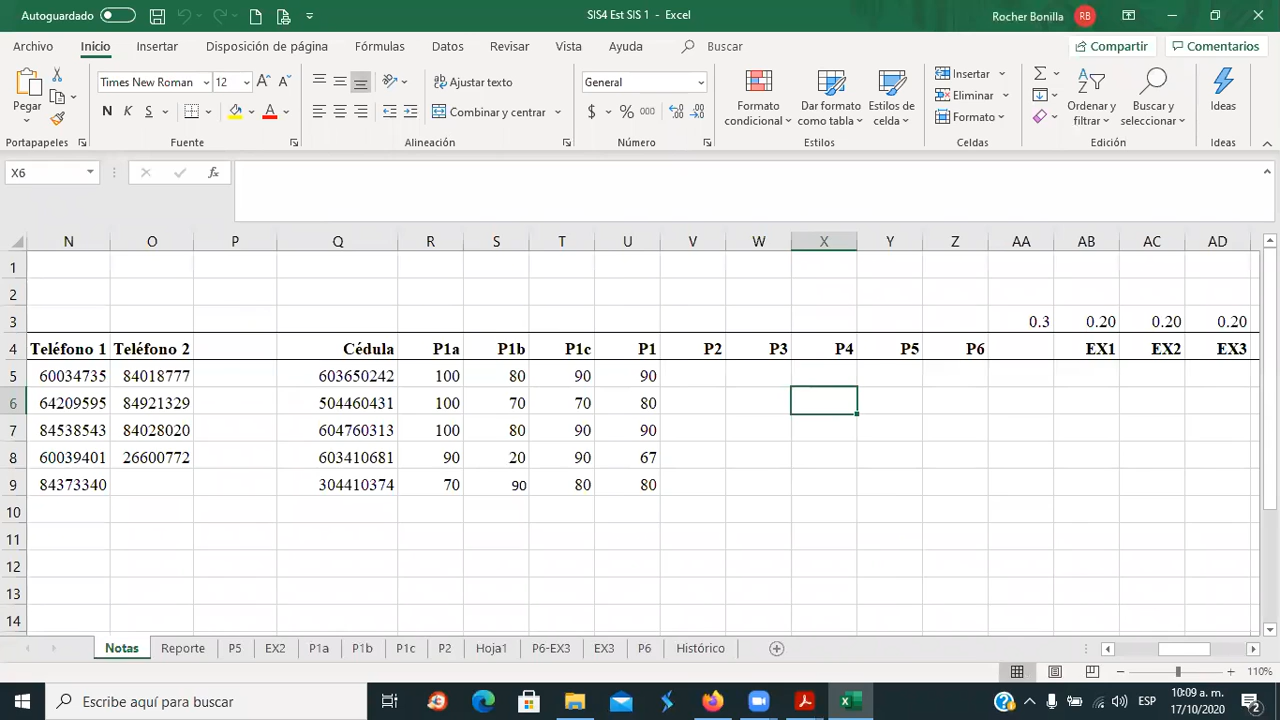 Autoguardado
SIS4 Est SIS 1 - Excel
Rocher Bonilla
RB
Archivo Inicio Insertar Disposición de página Fórmulas Datos Revisar Vista Ayuda Buscar
Compartir Comentarios
Pegar
Times New Roman 12
N K S
Ajustar texto
Combinar y centrar
General
$ % 000
Formato condicional
Dar formato como tabla
Estilos de celda
Insertar
Eliminar
Formato
Ordenar y filtrar
Buscar y seleccionar
Ideas
Portapapeles Fuente Alineación Número Estilos Celdas Edición Ideas
X6
N O P Q R S T U V W X Y Z AA AB AC AD
1
2
3 0.3 0.20 0.20 0.20
4 Teléfono 1 Teléfono 2 Cédula P1a P1b P1c P1 P2 P3 P4 P5 P6 EX1 EX2 EX3
5 60034735 84018777 603650242 100 80 90 90
6 64209595 84921329 504460431 100 70 70 80
7 84538543 84028020 604760313 100 80 90 90
8 60039401 26600772 603410681 90 20 90 67
9 84373340 304410374 70 90 80 80
10
11
12
13
14
Notas Reporte P5 EX2 P1a P1b P1c P2 Hoja1 P6-EX3 EX3 P6 Histórico
110%
Escribe aquí para buscar
ESP
10:09 a. m.
17/10/2020
2